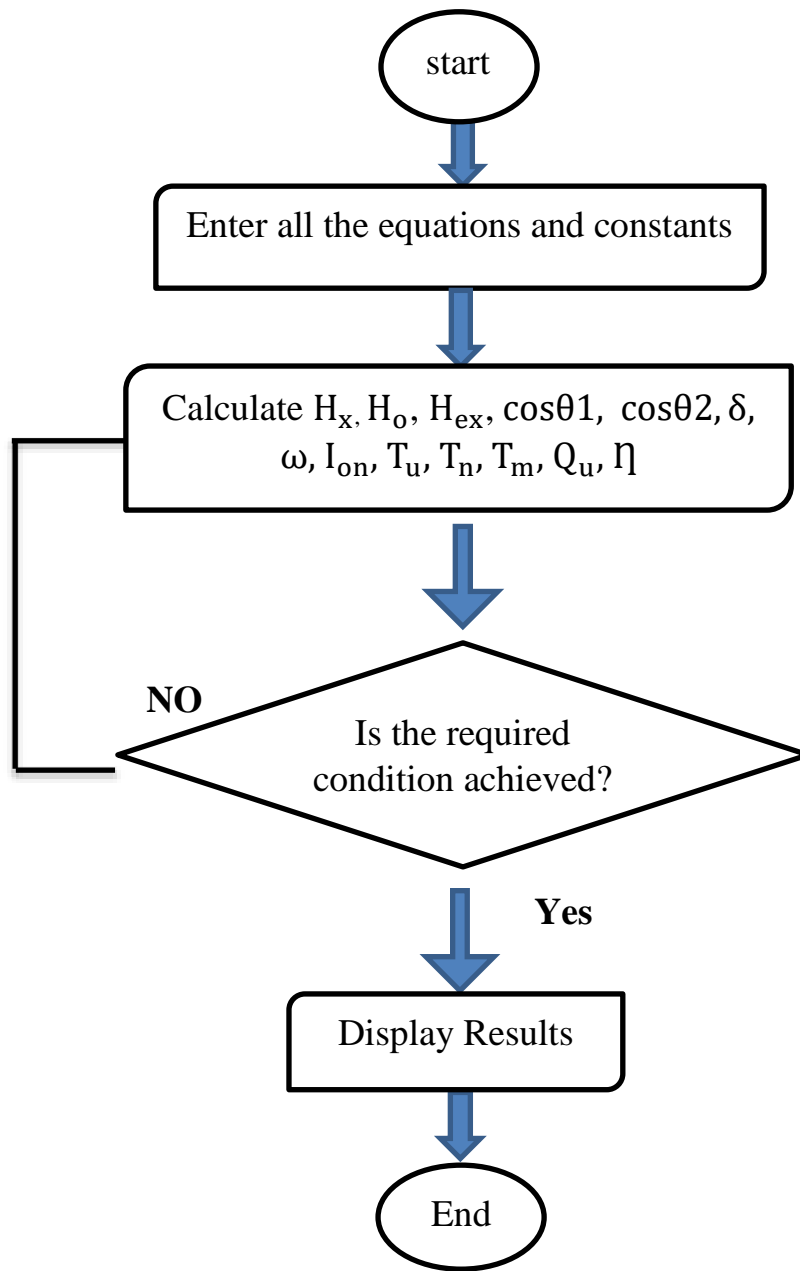 start
Enter all the equations and constants
Calculate Hₓ, Hₒ, Hₑₓ, cosθ1, cosθ2, δ,
ω, Iₒₙ, Tᵤ, Tₙ, Tₘ, Qᵤ, Ƞ
NO
Is the required
condition achieved?
Yes
Display Results
End